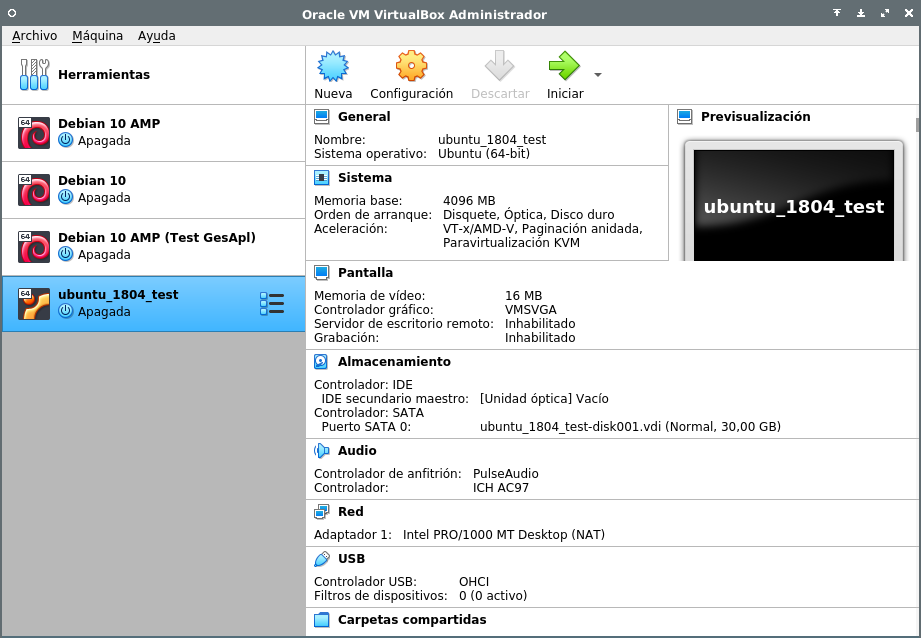 Oracle VM VirtualBox Administrador
Archivo Máquina Ayuda
Herramientas
Nueva Configuración Descartar Iniciar
64
Debian 10 AMP
Apagada
64
Debian 10
Apagada
64
Debian 10 AMP (Test GesApl)
Apagada
64
ubuntu_1804_test
Apagada
General
Nombre: ubuntu_1804_test
Sistema operativo: Ubuntu (64-bit)
Previsualización
ubuntu_1804_test
Sistema
Memoria base: 4096 MB
Orden de arranque: Disquete, Óptica, Disco duro
Aceleración: VT-x/AMD-V, Paginación anidada,
Paravirtualización KVM
Pantalla
Memoria de vídeo: 16 MB
Controlador gráfico: VMSVGA
Servidor de escritorio remoto: Inhabilitado
Grabación: Inhabilitado
Almacenamiento
Controlador: IDE
IDE secundario maestro: [Unidad óptica] Vacío
Controlador: SATA
Puerto SATA 0: ubuntu_1804_test-disk001.vdi (Normal, 30,00 GB)
Audio
Controlador de anfitrión: PulseAudio
Controlador: ICH AC97
Red
Adaptador 1: Intel PRO/1000 MT Desktop (NAT)
USB
Controlador USB: OHCI
Filtros de dispositivos: 0 (0 activo)
Carpetas compartidas